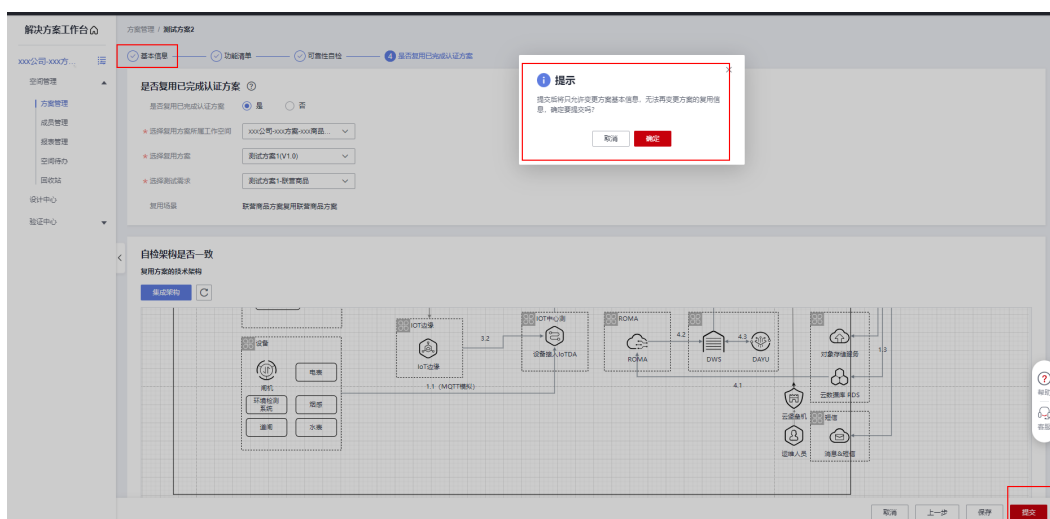 解决方案工作台
方案管理 / 测试方案2
xxx公司-xxx方...
空间管理
方案管理
成员管理
报表管理
空间待办
回收站
设计中心
验证中心
基本信息
功能清单
可靠性自检
4 是否复用已完成认证方案
是否复用已完成认证方案
是否复用已完成认证方案
是
否
* 选择复用方案所属工作空间
xxx公司-xxx方案-xxx商品...
* 选择复用方案
测试方案1(V1.0)
* 选择测试需求
测试方案1-联营商品
复用场景
联营商品方案复用联营商品方案
提示
提交后将只允许变更方案基本信息，无法再变更方案的复用信
息，确定要提交吗?
取消
确定
自检架构是否一致
复用方案的技术架构
集成架构
设备
闸机
电表
环境检测
系统
烟感
道闸
水表
IOT边缘
IoT边缘
1.1 (MQTT模拟)
3.2
IOT中心测
设备接入IoTDA
ROMA
ROMA
4.2
DWS
4.3
DAYU
4.1
对象存储服务
1.3
云数据库 RDS
云堡垒机
运维人员
短信
消息&短信
帮助
客服
取消
上一步
保存
提交